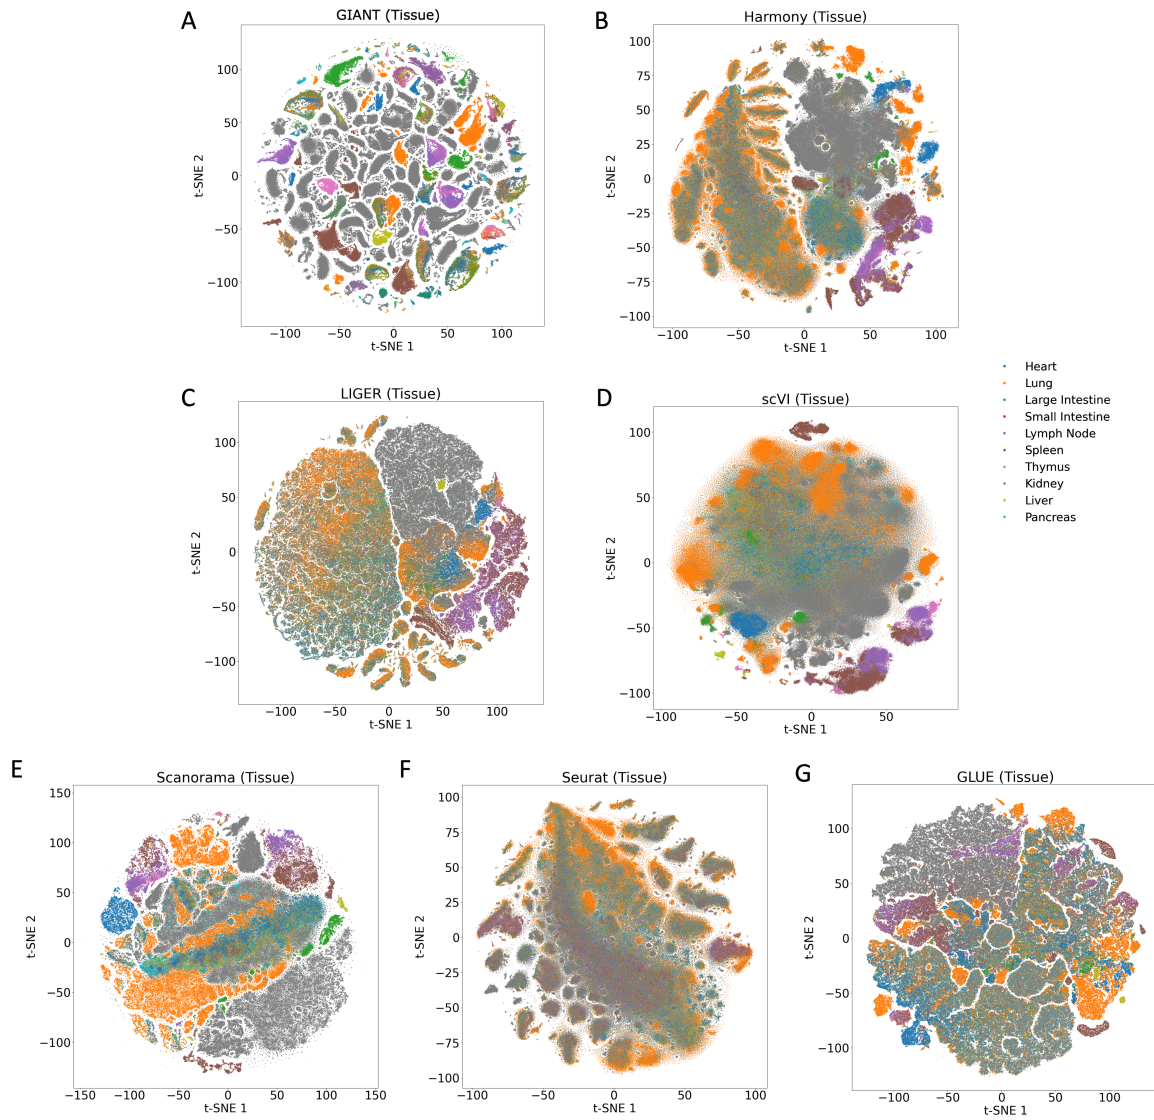 A
GIANT (Tissue)
t-SNE 2
100
50
0
−50
−100
−100 −50 0 50 100
t-SNE 1
B
Harmony (Tissue)
t-SNE 2
100
75
50
25
0
−25
−50
−75
−100
−100 −50 0 50 100
t-SNE 1
C
LIGER (Tissue)
t-SNE 2
100
50
0
−50
−100
−100 −50 0 50 100
t-SNE 1
D
scVI (Tissue)
t-SNE 2
100
50
0
−50
−100
−100 −50 0 50
t-SNE 1
Heart
Lung
Large Intestine
Small Intestine
Lymph Node
Spleen
Thymus
Kidney
Liver
Pancreas
E
Scanorama (Tissue)
t-SNE 2
150
100
50
0
−50
−100
−150 −100 −50 0 50 100 150
t-SNE 1
F
Seurat (Tissue)
t-SNE 2
100
75
50
25
0
−25
−50
−75
−100
−100 −50 0 50 100
t-SNE 1
G
GLUE (Tissue)
t-SNE 2
100
50
0
−50
−100
−100 −50 0 50 100
t-SNE 1